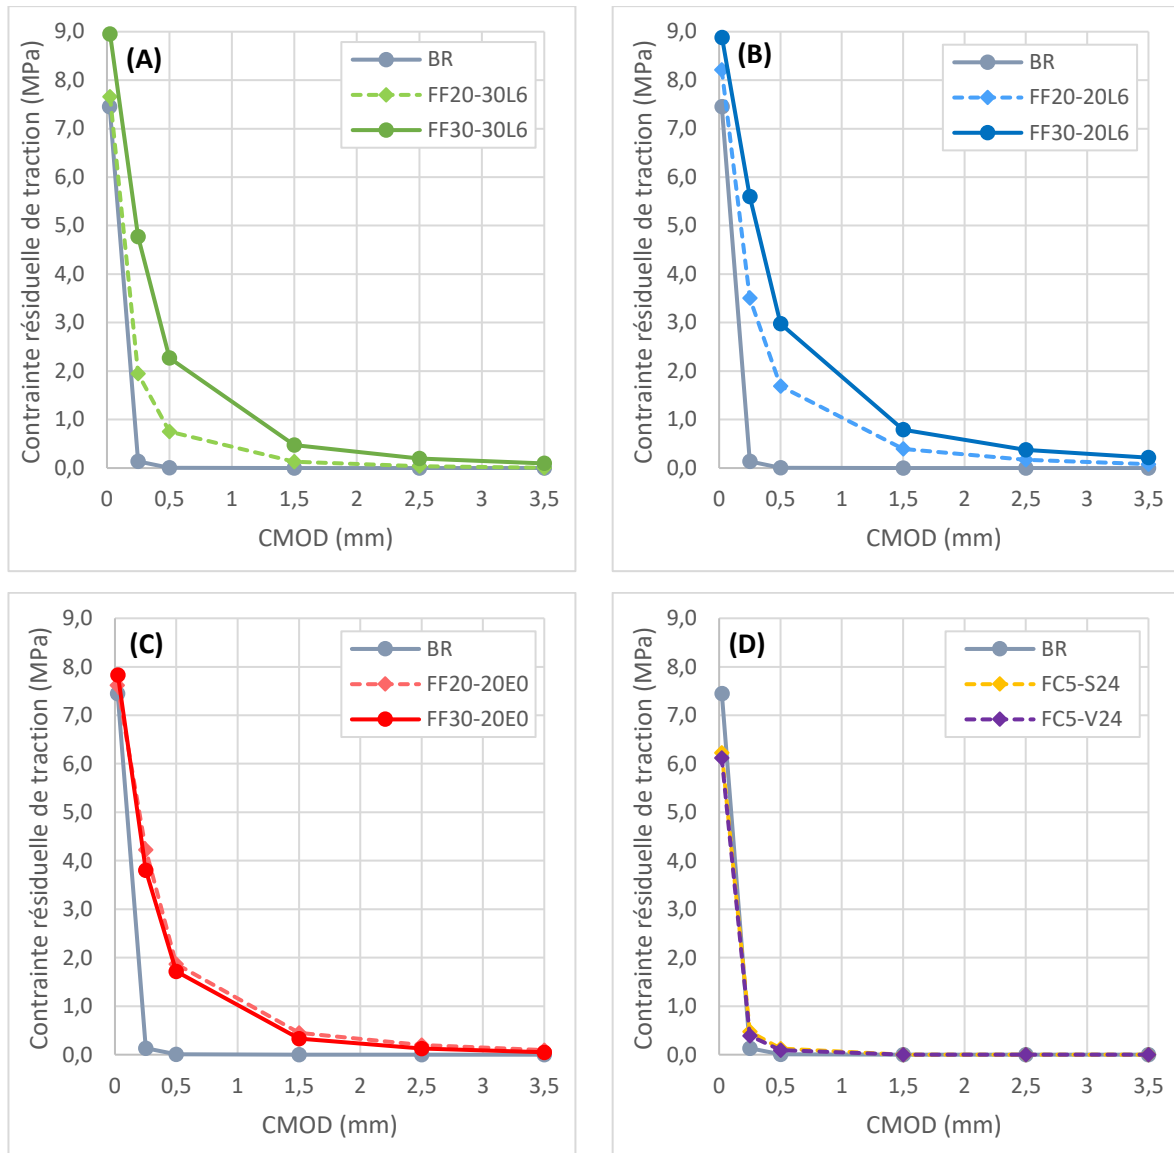 (A)
BR
FF20-30L6
FF30-30L6
Contrainte résiduelle de traction (MPa)
9,0
8,0
7,0
6,0
5,0
4,0
3,0
2,0
1,0
0,0
0 0,5 1 1,5 2 2,5 3 3,5
CMOD (mm)
(B)
BR
FF20-20L6
FF30-20L6
Contrainte résiduelle de traction (MPa)
9,0
8,0
7,0
6,0
5,0
4,0
3,0
2,0
1,0
0,0
0 0,5 1 1,5 2 2,5 3 3,5
CMOD (mm)
(C)
BR
FF20-20E0
FF30-20E0
Contrainte résiduelle de traction (MPa)
9,0
8,0
7,0
6,0
5,0
4,0
3,0
2,0
1,0
0,0
0 0,5 1 1,5 2 2,5 3 3,5
CMOD (mm)
(D)
BR
FC5-S24
FC5-V24
Contrainte résiduelle de traction (MPa)
9,0
8,0
7,0
6,0
5,0
4,0
3,0
2,0
1,0
0,0
0 0,5 1 1,5 2 2,5 3 3,5
CMOD (mm)